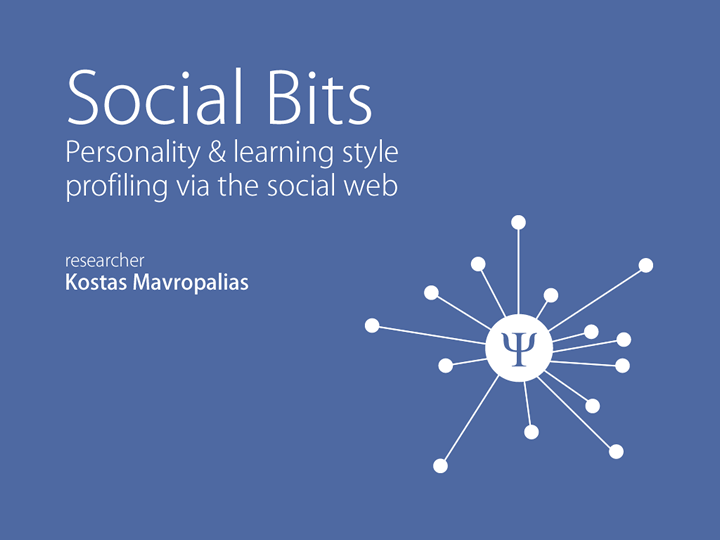 Social Bits
Personality & learning style
profiling via the social web
researcher
Kostas Mavropalias
Ψ